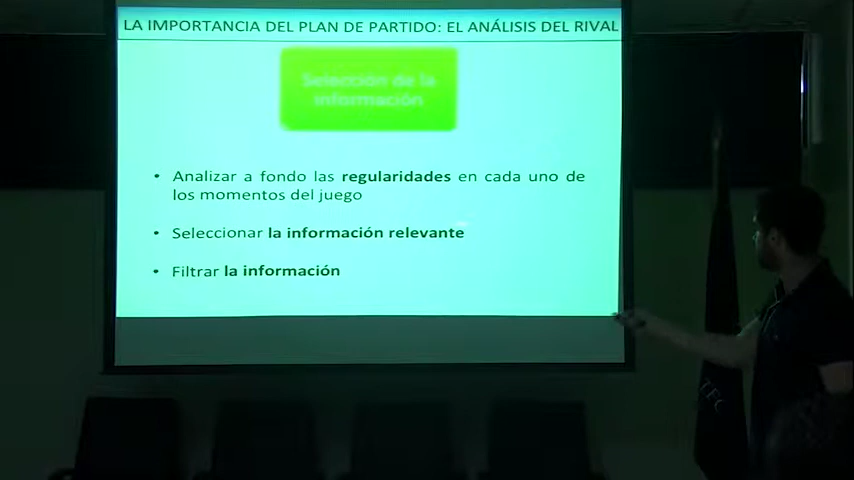 LA IMPORTANCIA DEL PLAN DE PARTIDO: EL ANÁLISIS DEL RIVAL
Selección de la
información
• Analizar a fondo las regularidades en cada uno de
los momentos del juego
• Seleccionar la información relevante
• Filtrar la información